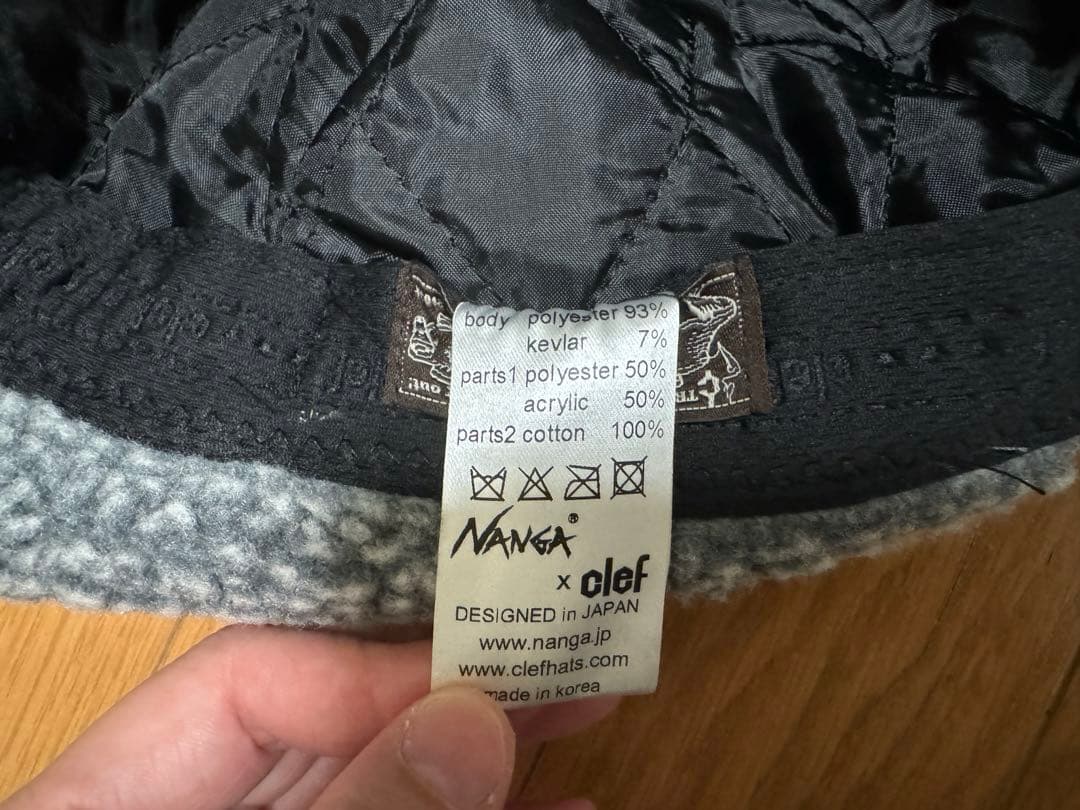 body polyester 93%
kevlar 7%
parts1 polyester 50%
acrylic 50%
parts2 cotton 100%
NANGA®
x clef
DESIGNED in JAPAN
www.nanga.jp
www.clefhats.com
made in korea